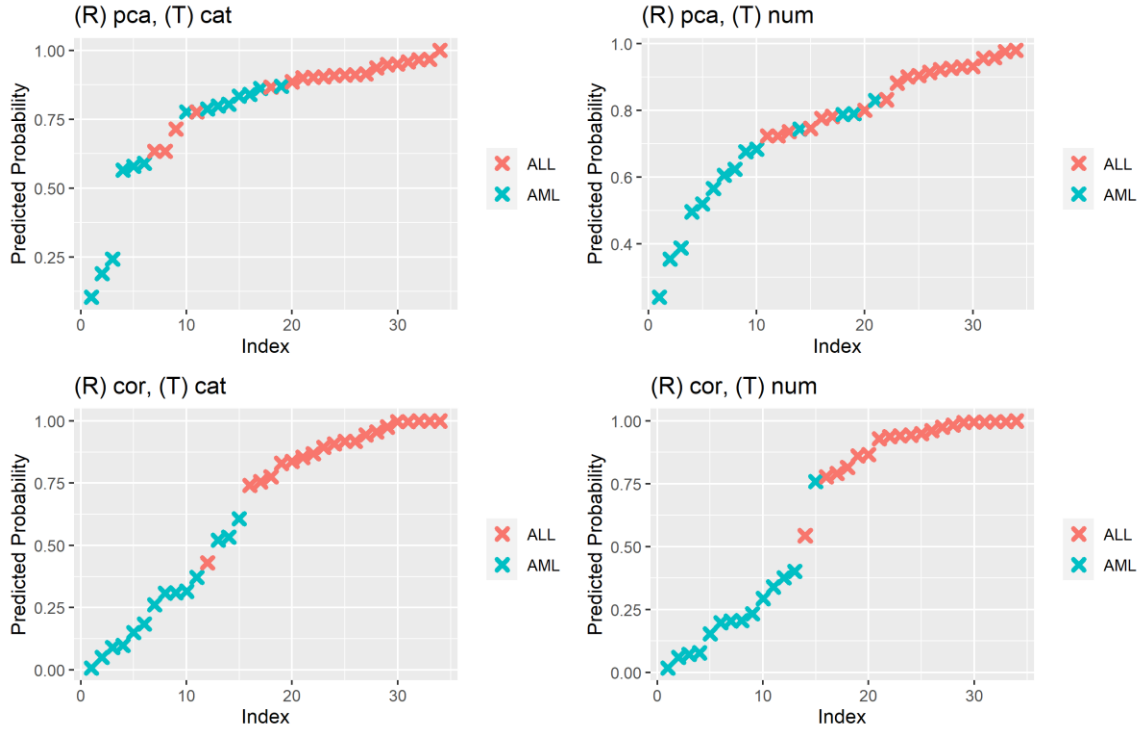 (R) pca, (T) cat
Predicted Probability
1.00
0.75
0.50
0.25
0
10
20
30
Index
ALL
AML
(R) pca, (T) num
Predicted Probability
1.0
0.8
0.6
0.4
0
10
20
30
Index
ALL
AML
(R) cor, (T) cat
Predicted Probability
1.00
0.75
0.50
0.25
0.00
0
10
20
30
Index
ALL
AML
(R) cor, (T) num
Predicted Probability
1.00
0.75
0.50
0.25
0.00
0
10
20
30
Index
ALL
AML